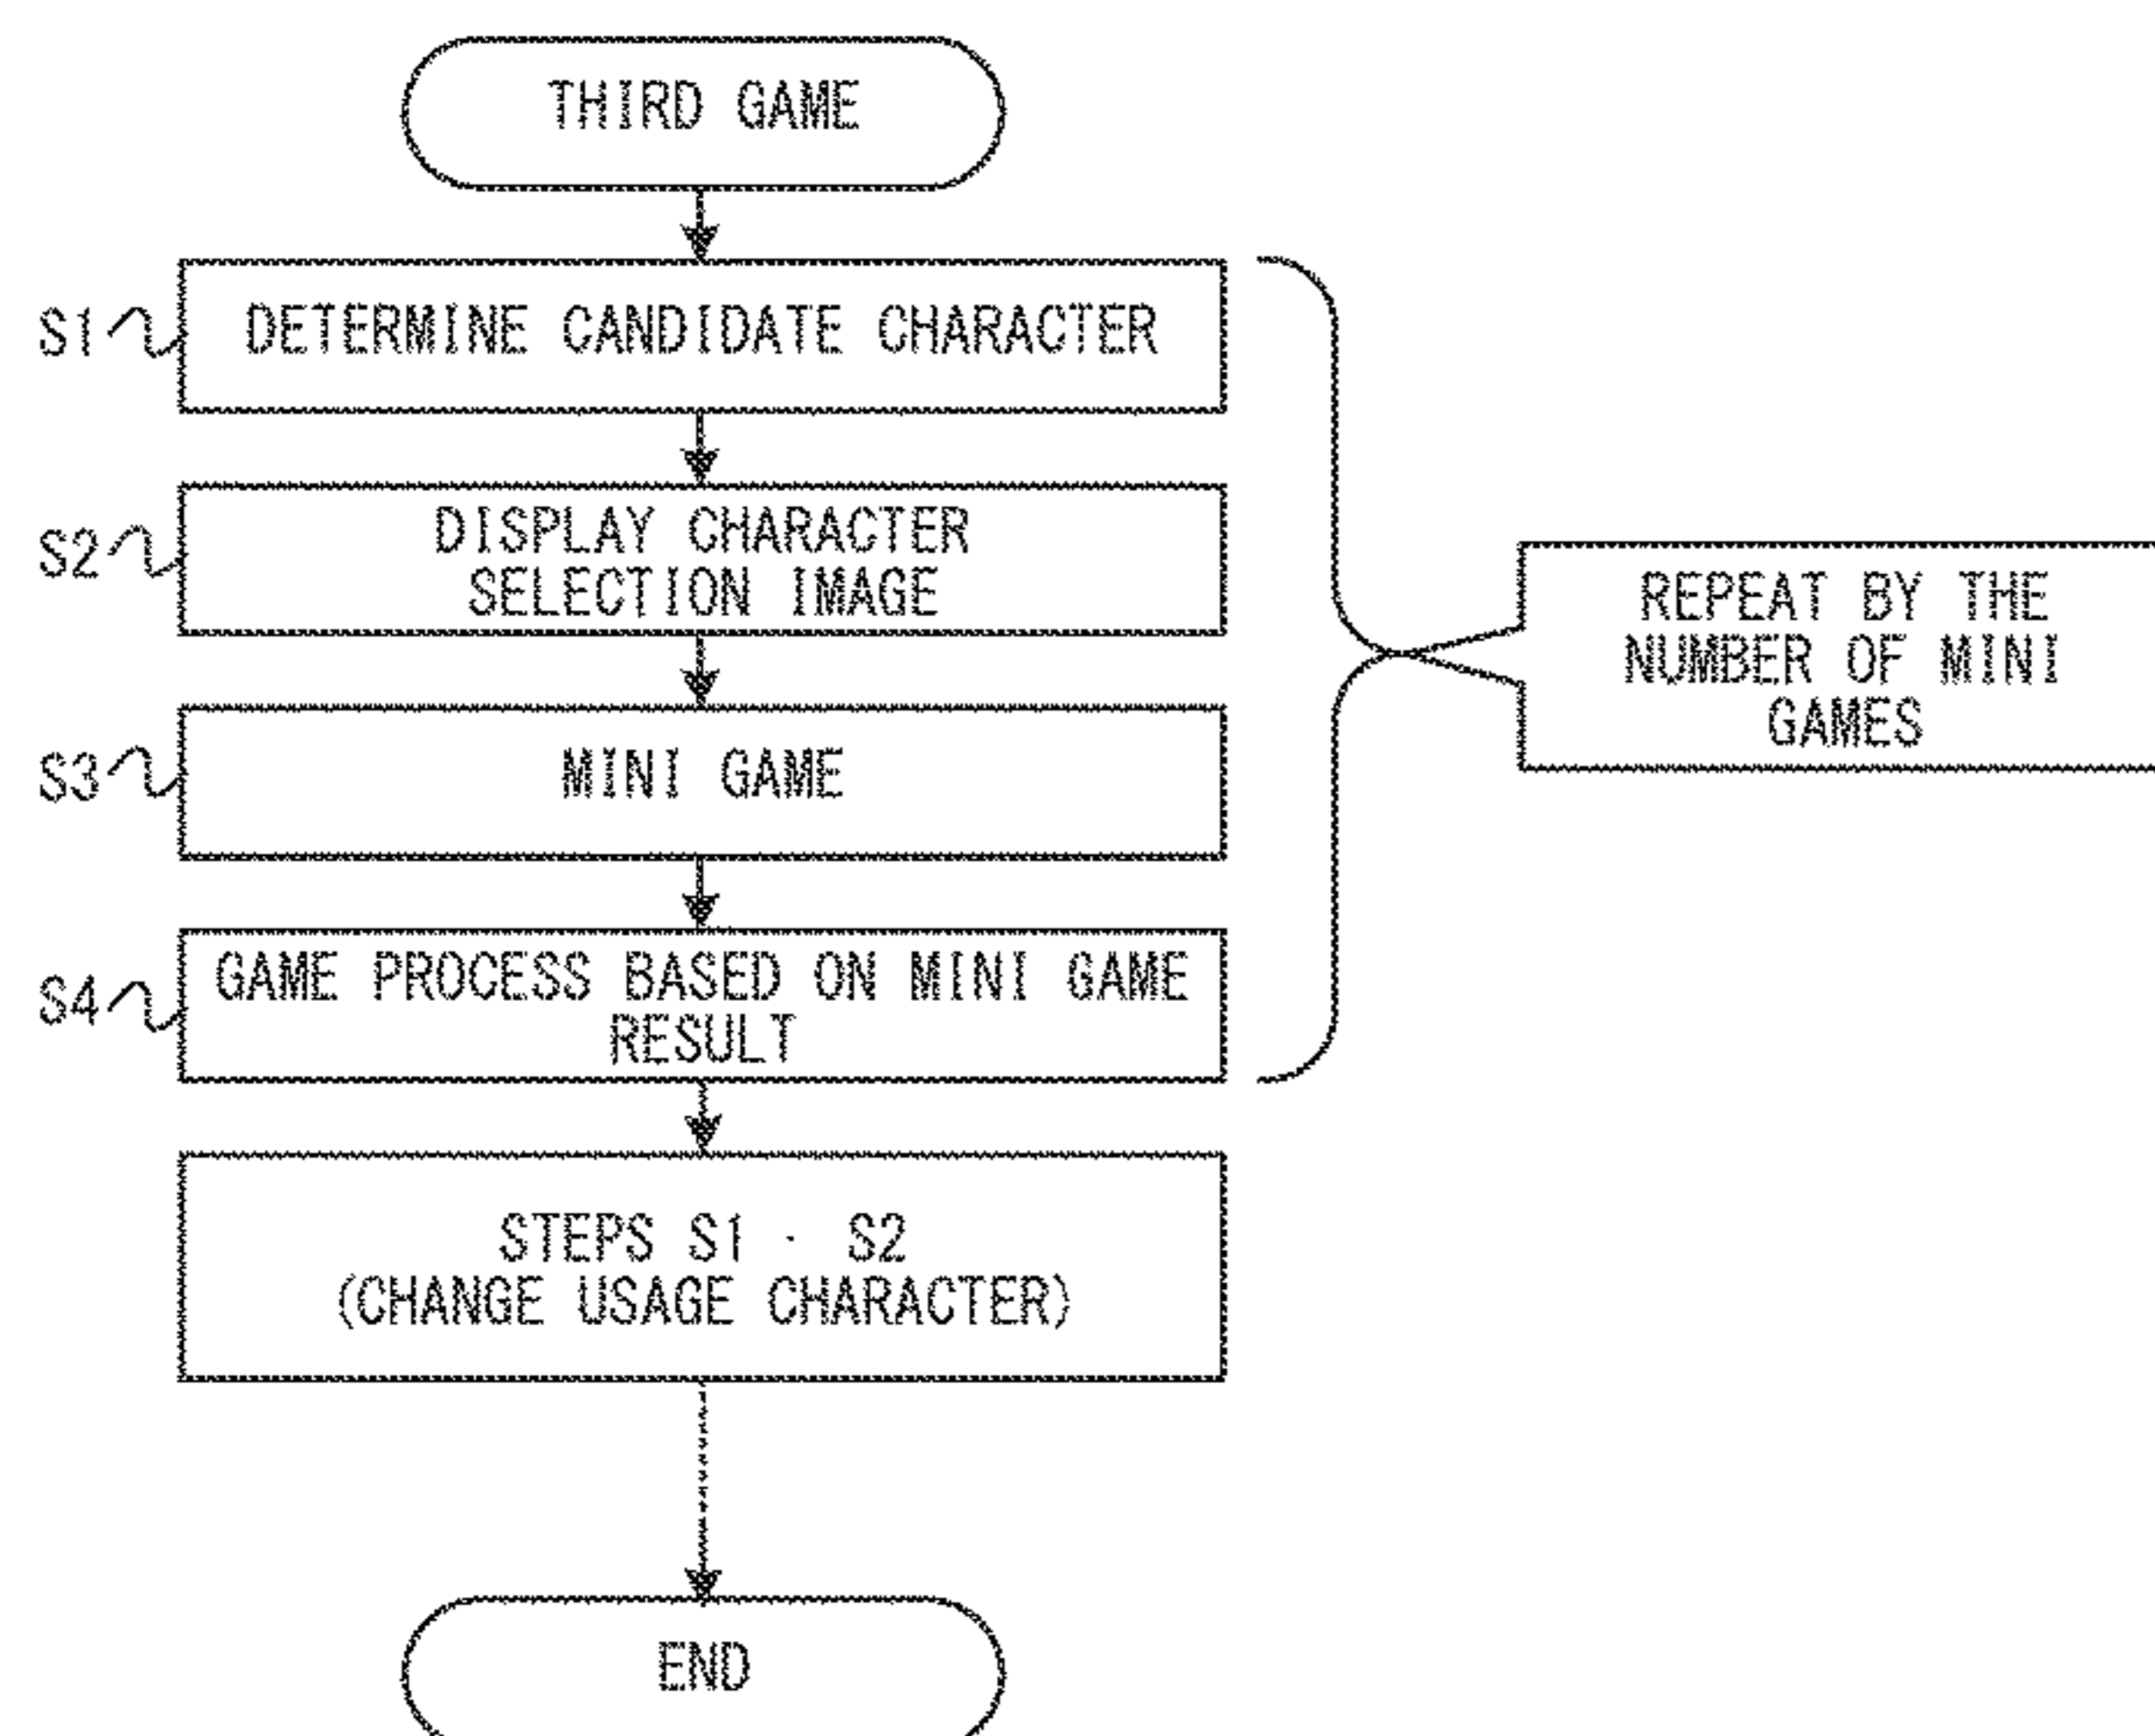 THIRD GAME
S1
DETERMINE CANDIDATE CHARACTER
S2
DISPLAY CHARACTER
SELECTION IMAGE
S3
MINI GAME
S4
GAME PROCESS BASED ON MINI GAME
RESULT
REPEAT BY THE
NUMBER OF MINI
GAMES
STEPS S1 - S2
(CHANGE USAGE CHARACTER)
END